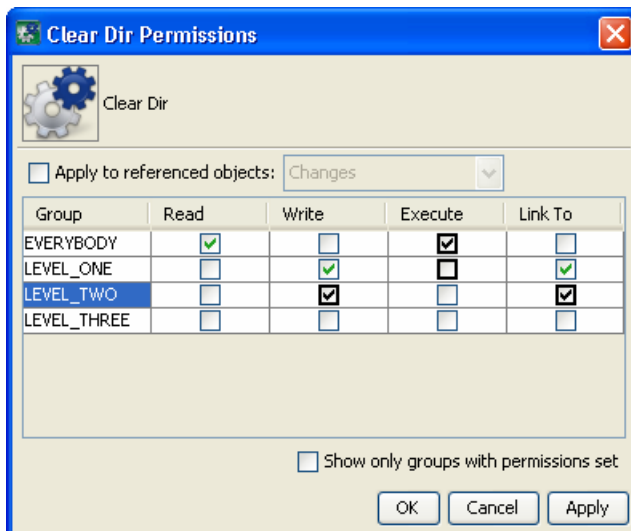 Clear Dir Permissions
Clear Dir
Apply to referenced objects: Changes
Group Read Write Execute Link To
EVERYBODY
LEVEL_ONE
LEVEL_TWO
LEVEL_THREE
Show only groups with permissions set
OK Cancel Apply